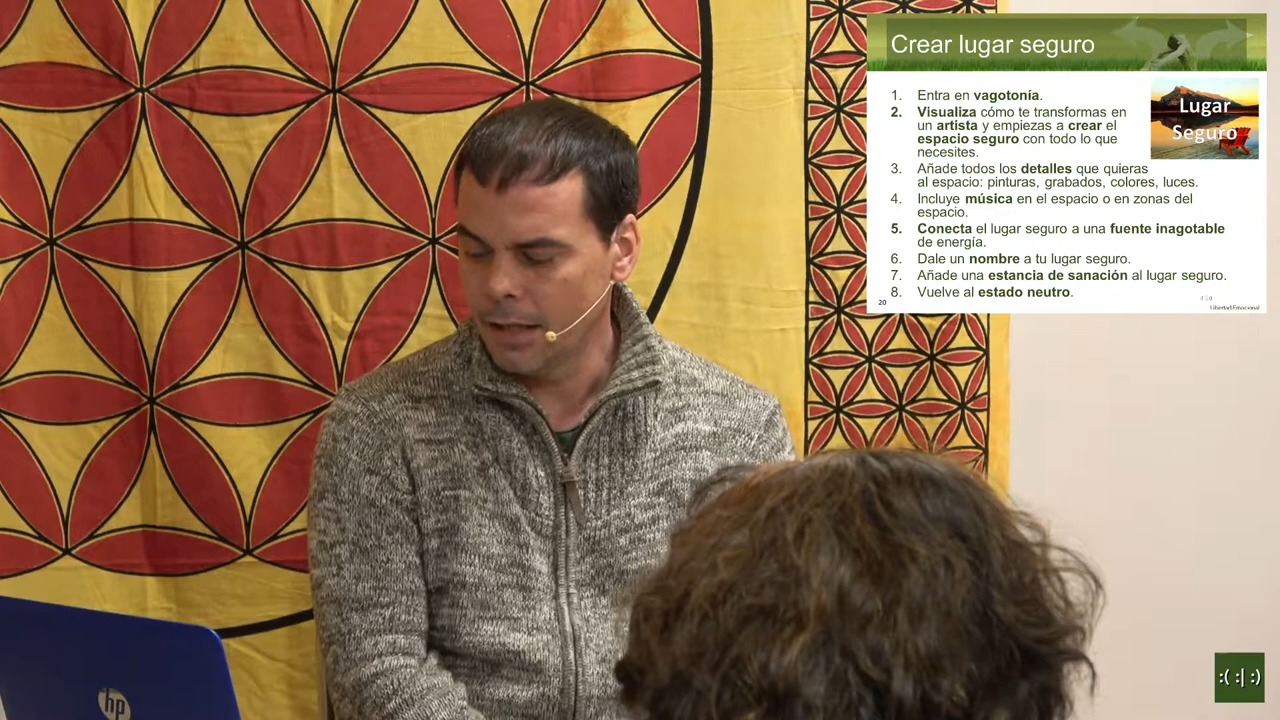 Crear lugar seguro
1. Entra en vagotonía.
2. Visualiza cómo te transformas en
un artista y empiezas a crear el
espacio seguro con todo lo que
necesites.
3. Añade todos los detalles que quieras
al espacio: pinturas, grabados, colores, luces.
4. Incluye música en el espacio o en zonas del
espacio.
5. Conecta el lugar seguro a una fuente inagotable
de energía.
6. Dale un nombre a tu lugar seguro.
7. Añade una estancia de sanación al lugar seguro.
8. Vuelve al estado neutro.
Lugar
Seguro
20
Libertad Emocional
hp
:( :| :)